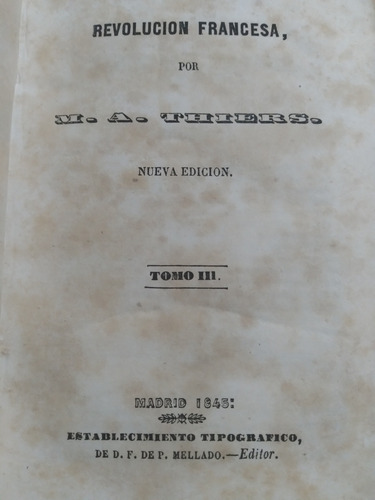 REVOLUCION FRANCESA,
POR
M. A. THIERS.
NUEVA EDICION.
TOMO III.
MADRID 1845:
ESTABLECIMIENTO TIPOGRAFICO,
DE D. F. DE P. MELLADO.—Editor.